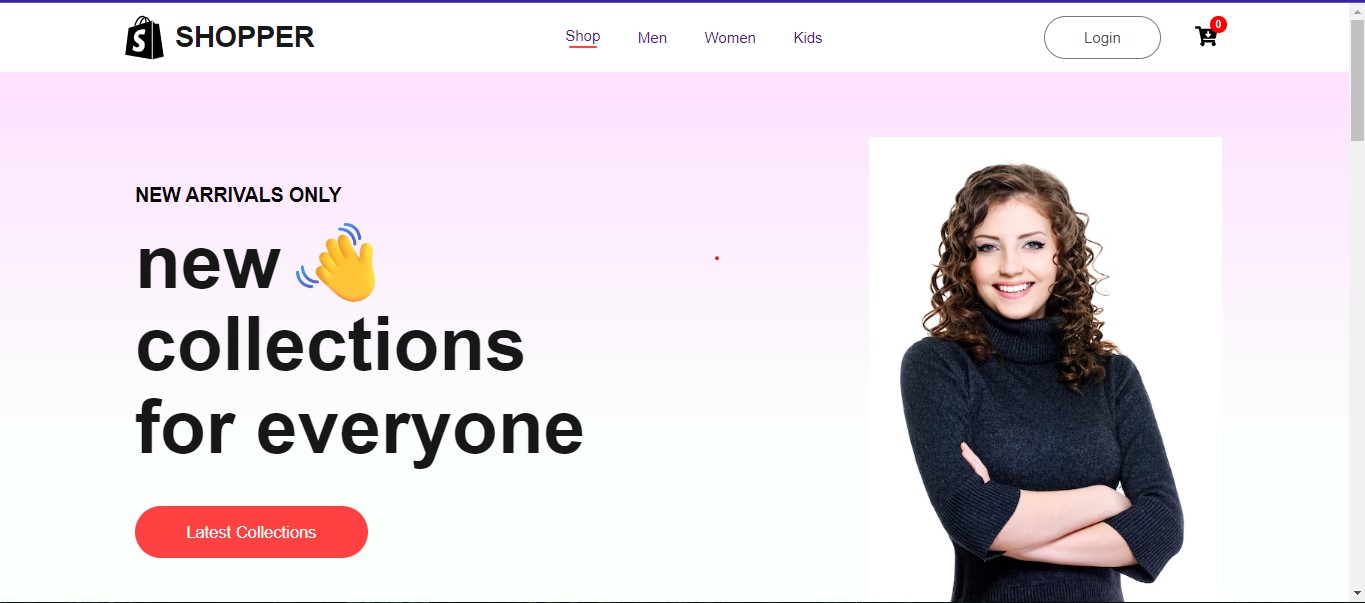 SHOPPER
Shop
Men
Women
Kids
Login
0
NEW ARRIVALS ONLY
new 👋
collections
for everyone
Latest Collections